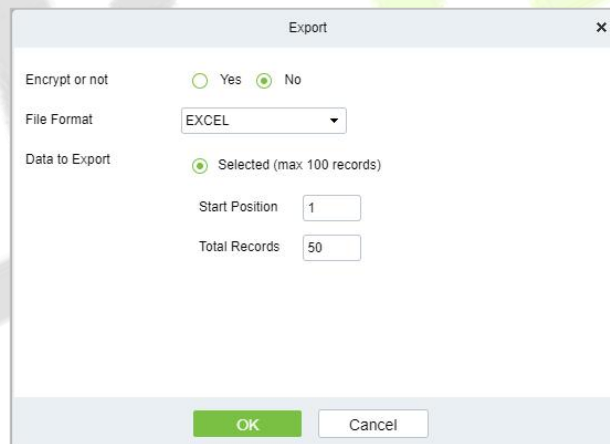 Export
Encrypt or not Yes No
File Format EXCEL
Data to Export Selected (max 100 records)
Start Position 1
Total Records 50
OK Cancel